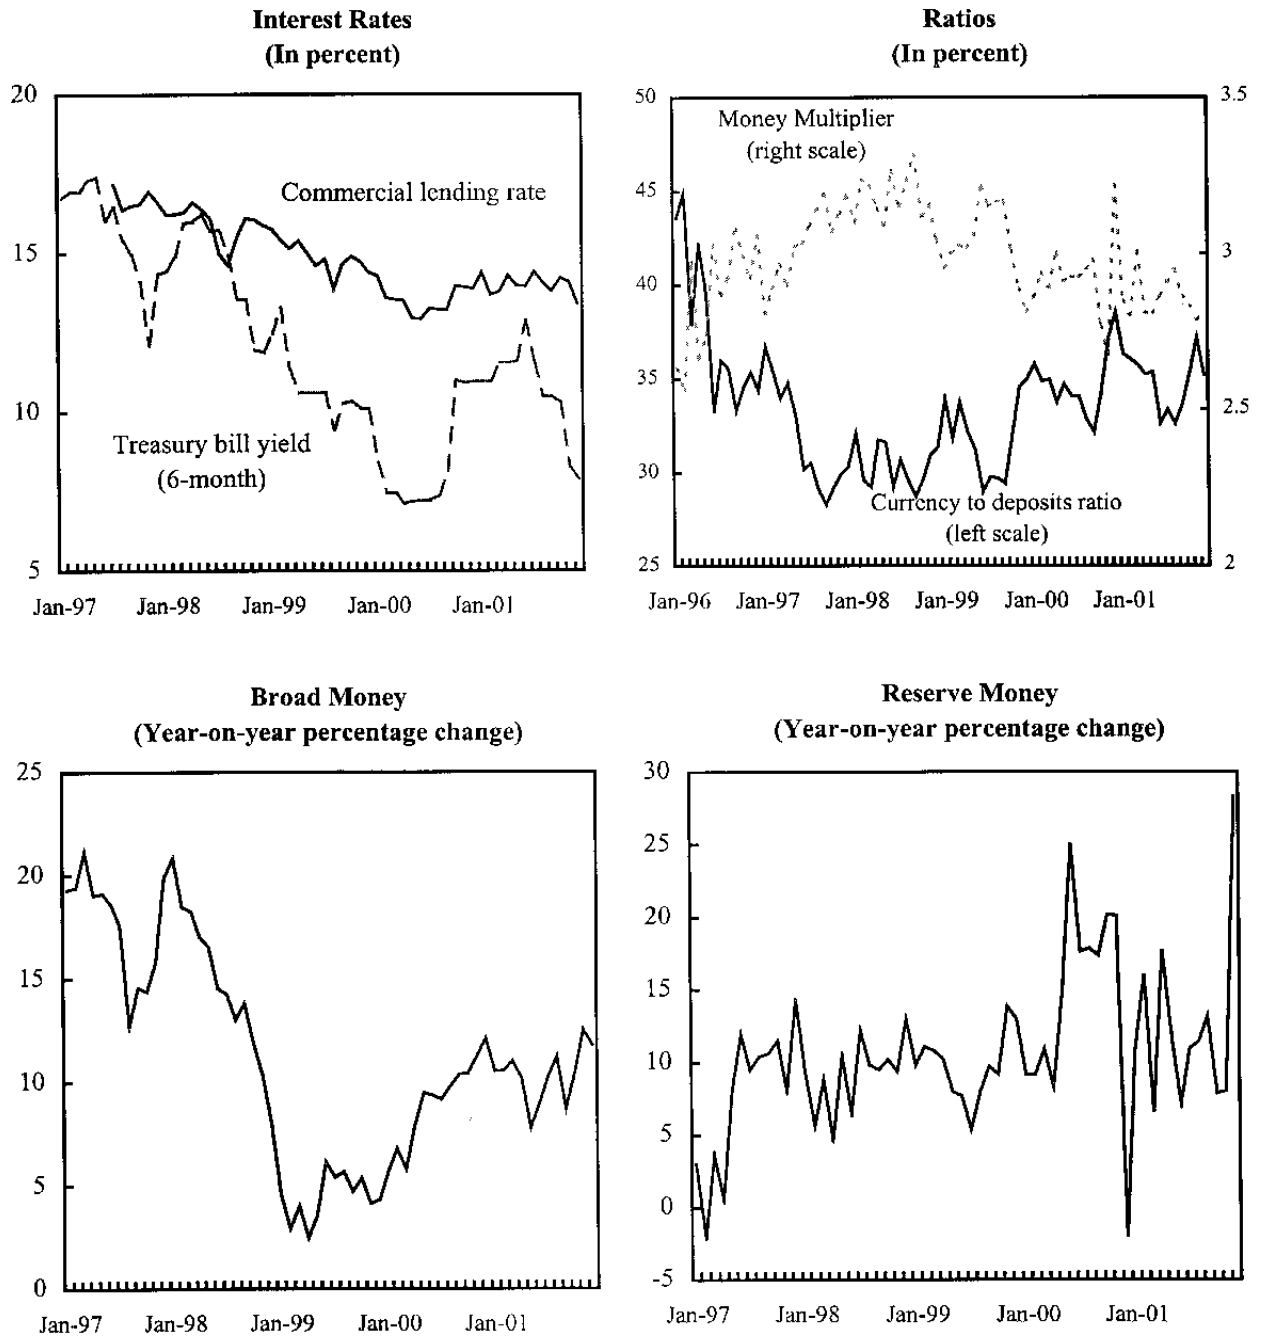 Interest Rates
(In percent)
20
15
10
5
Commercial lending rate
Treasury bill yield
(6-month)
Jan-97 Jan-98 Jan-99 Jan-00 Jan-01
Ratios
(In percent)
50
45
40
35
30
25
3.5
3
2.5
2
Money Multiplier
(right scale)
Currency to deposits ratio
(left scale)
Jan-96 Jan-97 Jan-98 Jan-99 Jan-00 Jan-01
Broad Money
(Year-on-year percentage change)
25
20
15
10
5
0
Jan-97 Jan-98 Jan-99 Jan-00 Jan-01
Reserve Money
(Year-on-year percentage change)
30
25
20
15
10
5
0
-5
Jan-97 Jan-98 Jan-99 Jan-00 Jan-01